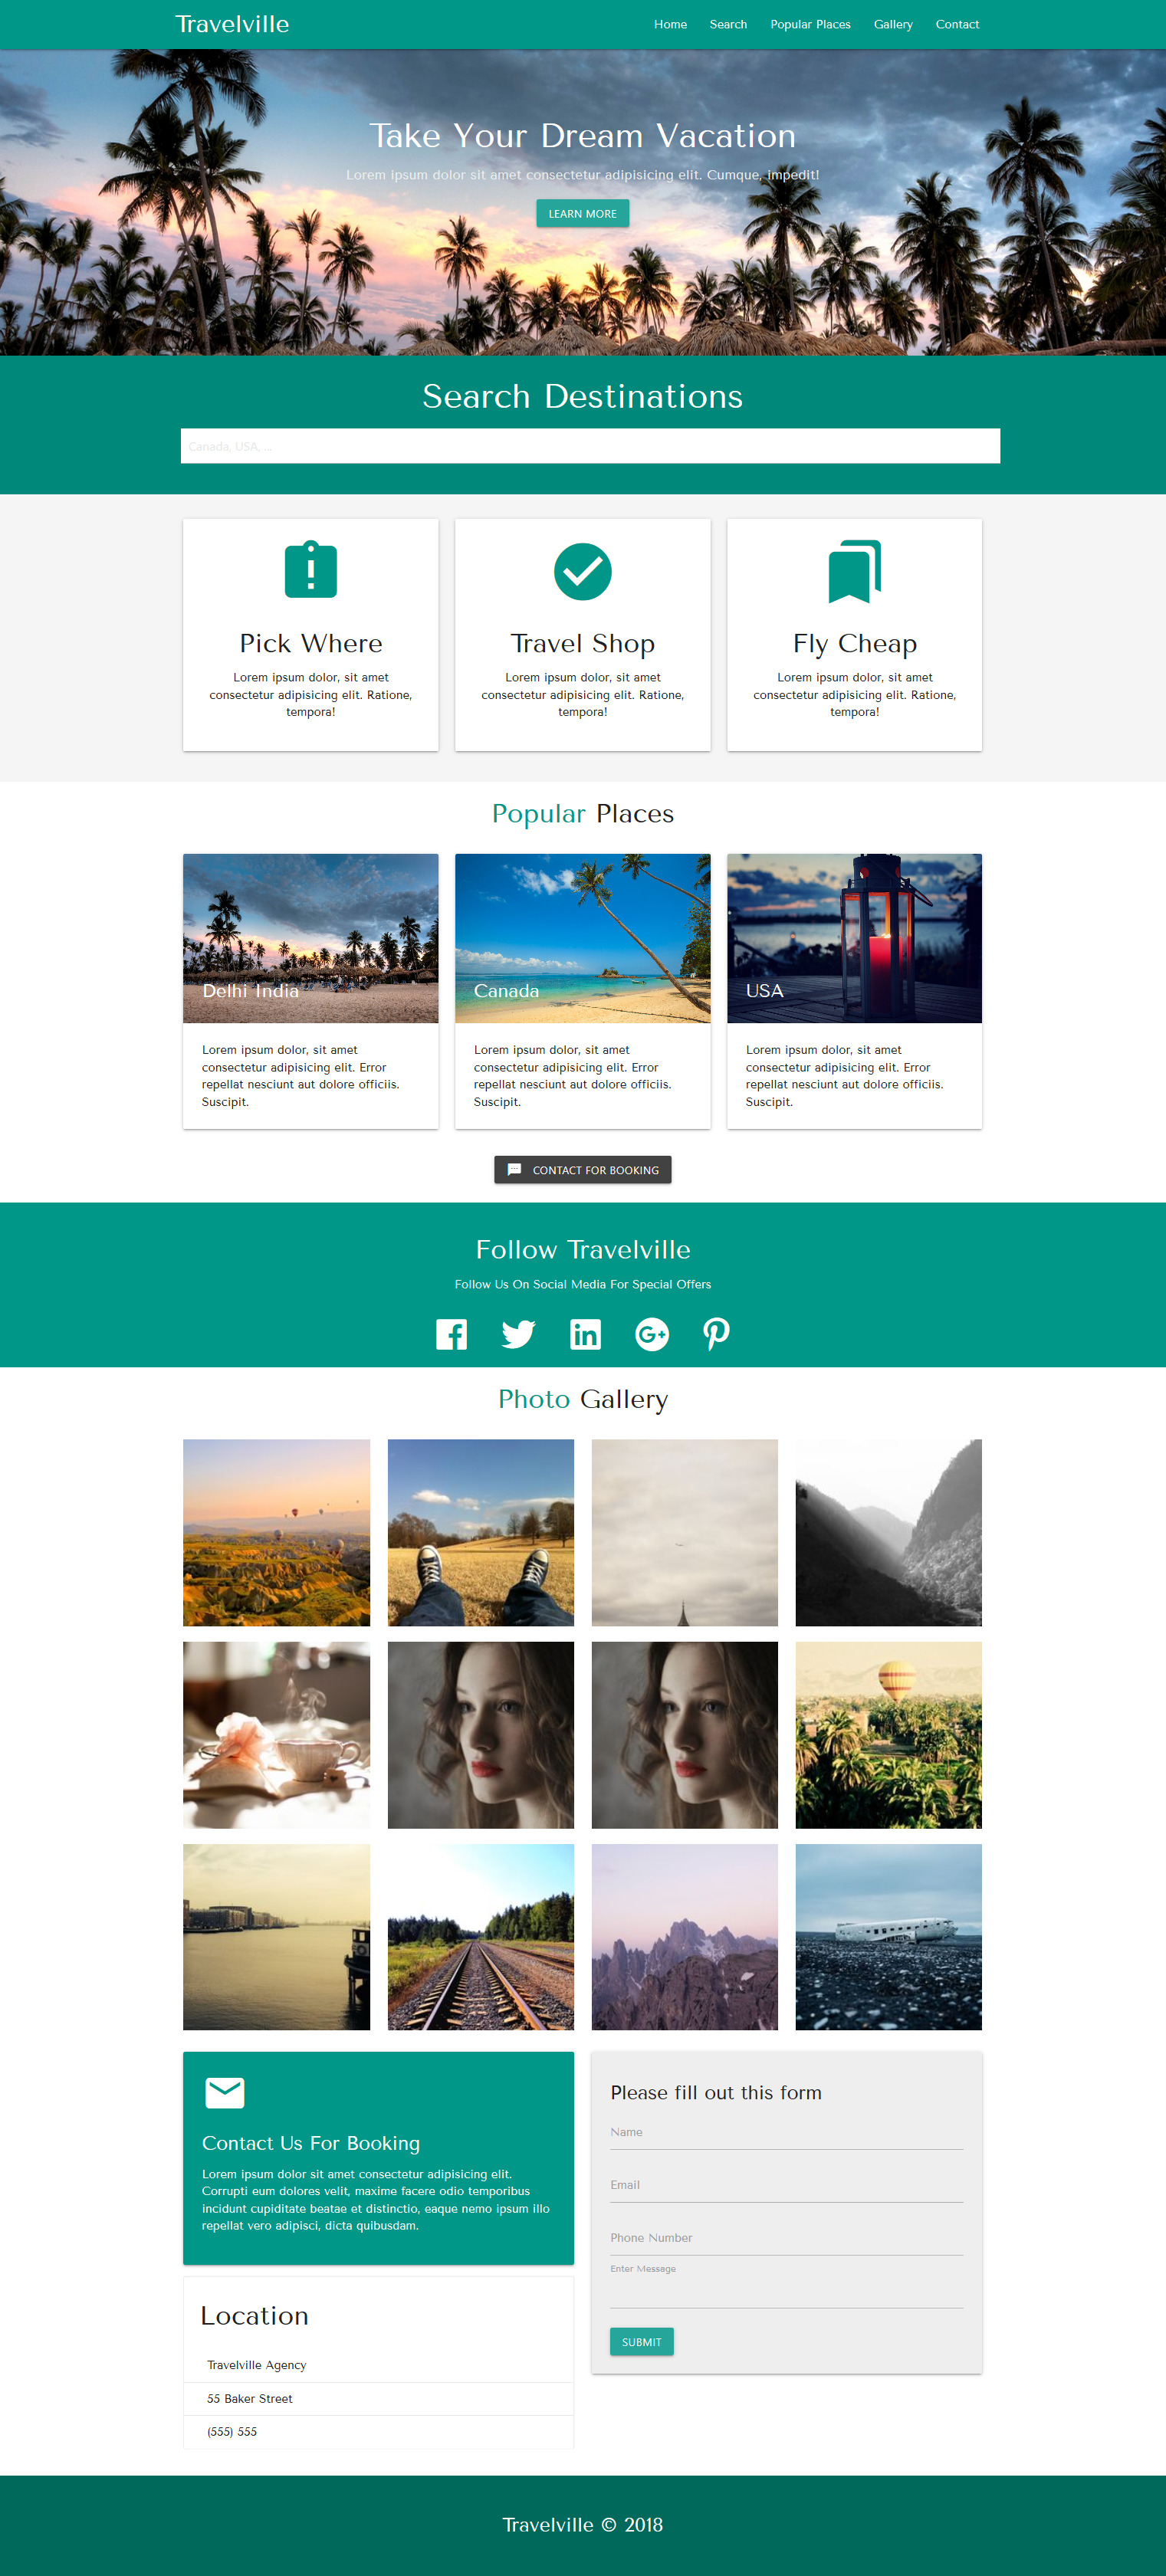 Travelville
Home Search Popular Places Gallery Contact
Take Your Dream Vacation
Lorem ipsum dolor sit amet consectetur adipisicing elit. Cumque, impedit!
LEARN MORE
Search Destinations
Canada, USA, ...
Pick Where
Lorem ipsum dolor, sit amet
consectetur adipisicing elit. Ratione,
tempora!
Travel Shop
Lorem ipsum dolor, sit amet
consectetur adipisicing elit. Ratione,
tempora!
Fly Cheap
Lorem ipsum dolor, sit amet
consectetur adipisicing elit. Ratione,
tempora!
Popular Places
Delhi India
Lorem ipsum dolor, sit amet
consectetur adipisicing elit. Error
repellat nesciunt aut dolore officiis.
Suscipit.
Canada
Lorem ipsum dolor, sit amet
consectetur adipisicing elit. Error
repellat nesciunt aut dolore officiis.
Suscipit.
USA
Lorem ipsum dolor, sit amet
consectetur adipisicing elit. Error
repellat nesciunt aut dolore officiis.
Suscipit.
CONTACT FOR BOOKING
Follow Travelville
Follow Us On Social Media For Special Offers
Photo Gallery
Contact Us For Booking
Lorem ipsum dolor sit amet consectetur adipisicing elit.
Corrupti eum dolores velit, maxime facere odio temporibus
incidunt cupiditate beatae et distinctio, eaque nemo ipsum illo
repellat vero adipisci, dicta quibusdam.
Location
Travelville Agency
55 Baker Street
(555) 555
Please fill out this form
Name
Email
Phone Number
Enter Message
SUBMIT
Travelville © 2018